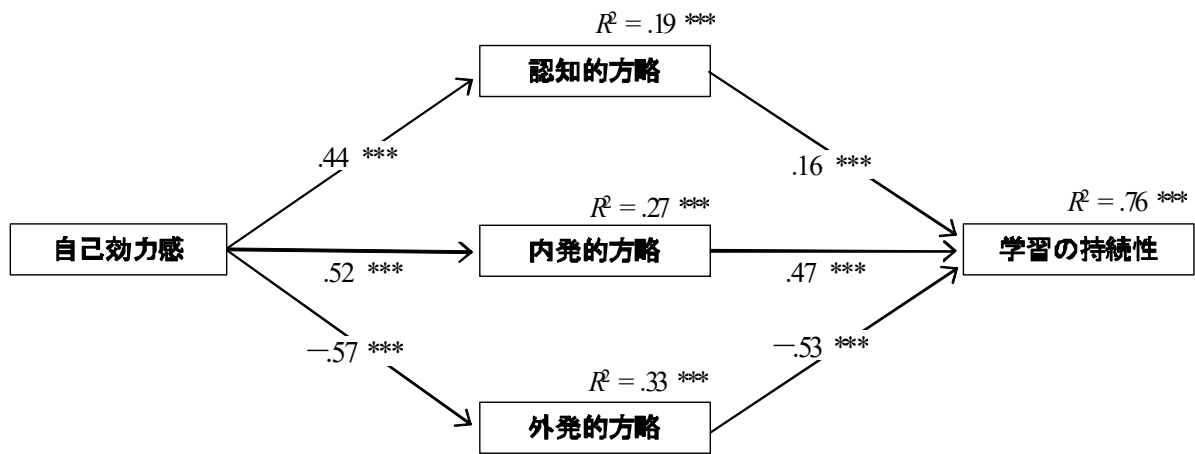 R² = .19 ***
認知的方略
.44 ***
.16 ***
R² = .27 ***
R² = .76 ***
自己効力感
内発的方略
学習の持続性
.52 ***
.47 ***
−.57 ***
−.53 ***
R² = .33 ***
外発的方略